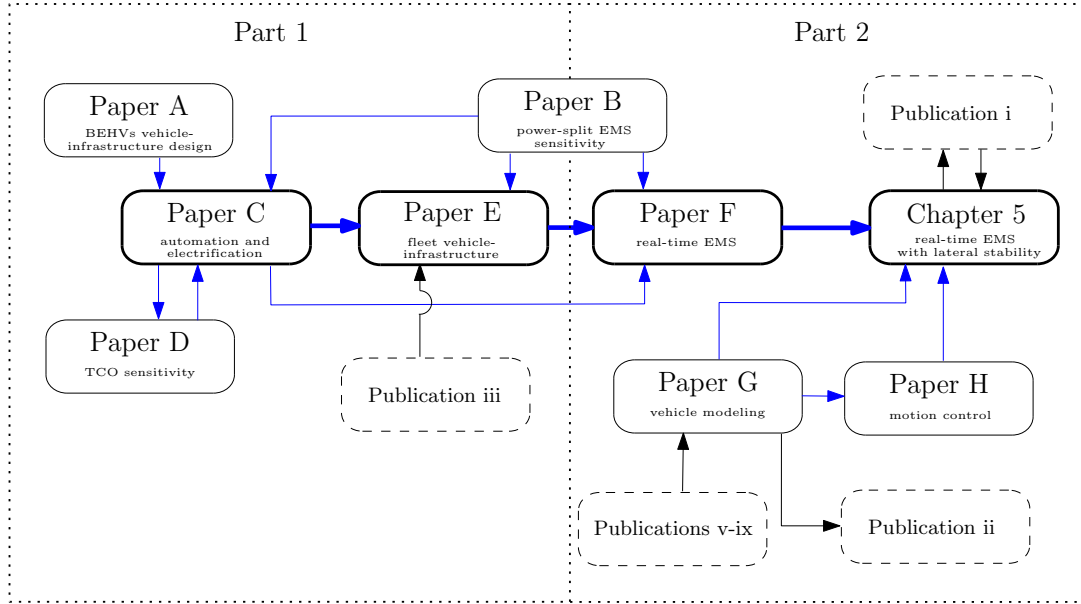 Part 1
Part 2
Paper A
BEHVs vehicle-
infrastructure design
Paper B
power-split EMS
sensitivity
Publication i
Paper C
automation and
electrification
Paper E
fleet vehicle-
infrastructure
Paper F
real-time EMS
Chapter 5
real-time EMS
with lateral stability
Paper D
TCO sensitivity
Publication iii
Paper G
vehicle modeling
Paper H
motion control
Publications v-ix
Publication ii